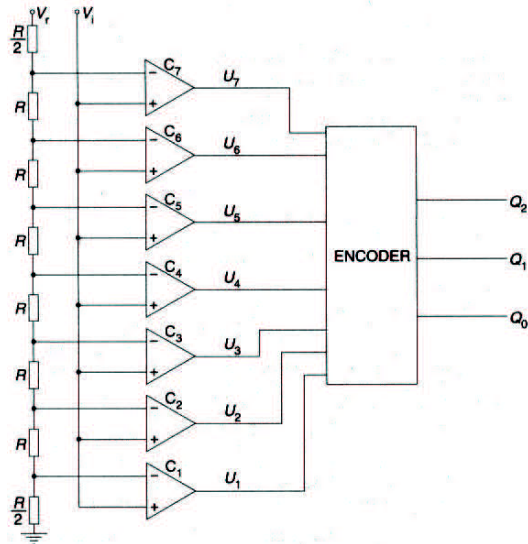 V_r V_i
R/2
C_7 U_7
R
C_6 U_6
R
C_5 U_5
R
C_4 U_4
R
C_3 U_3
R
C_2 U_2
R
C_1 U_1
R/2
− +
− +
− +
− +
− +
− +
− +
ENCODER
Q_2
Q_1
Q_0